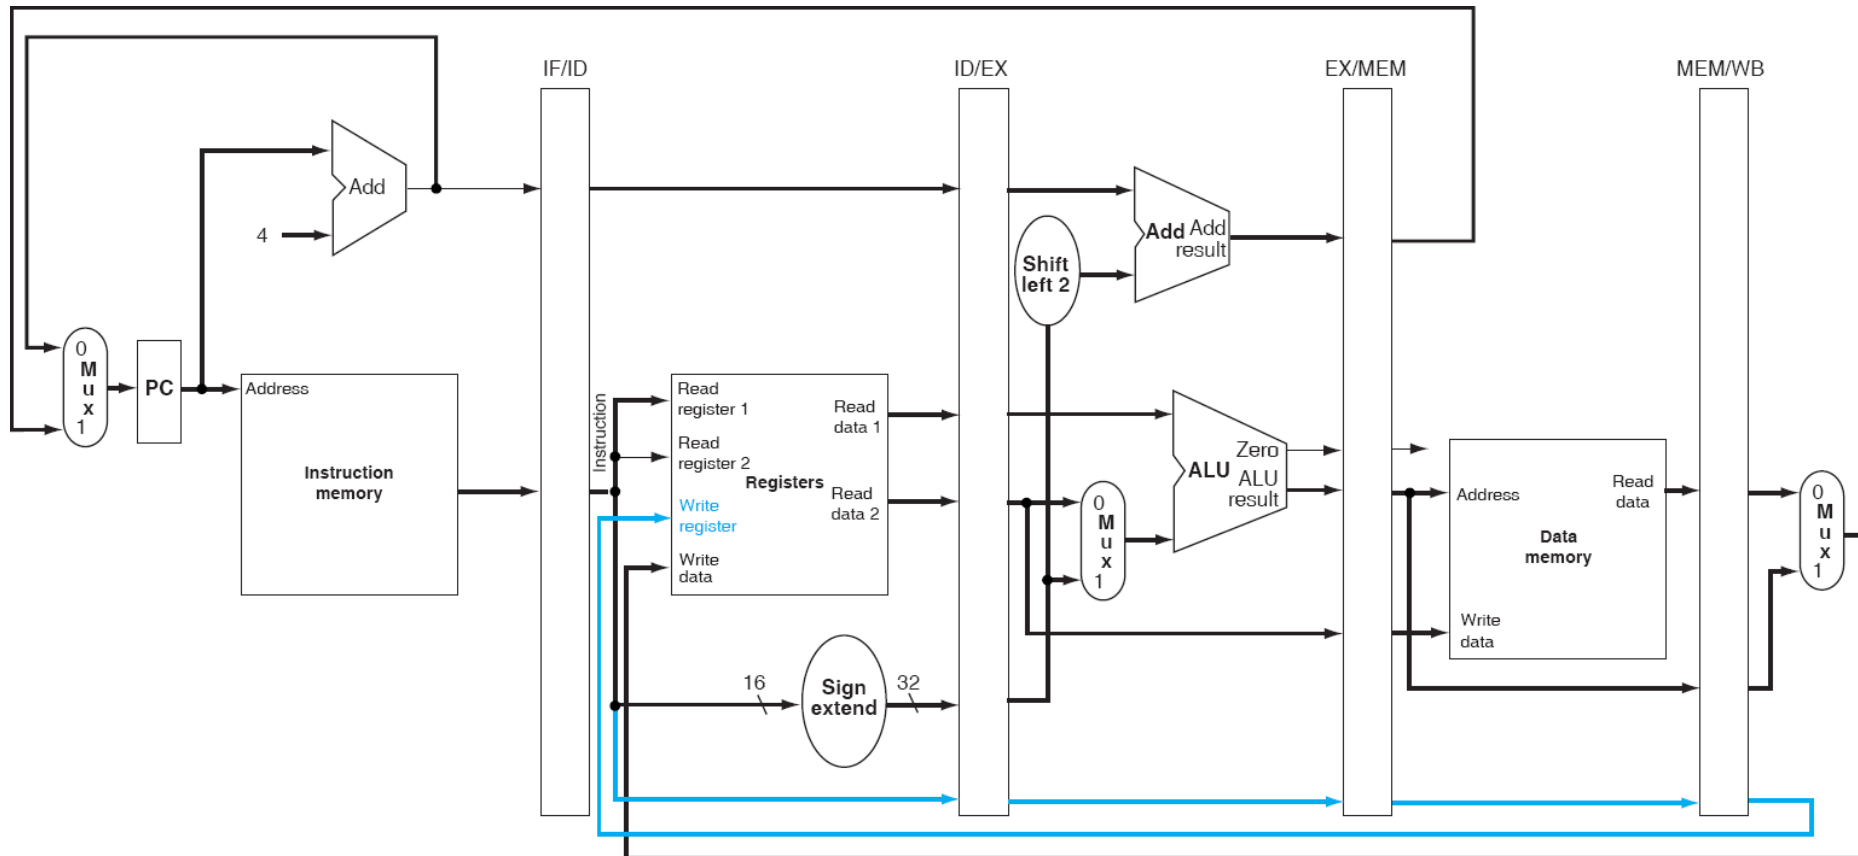 IF/ID
ID/EX
EX/MEM
MEM/WB
Add
4
Add Add
result
Shift
left 2
0
M
u
x
1
PC
Address
Instruction
memory
Instruction
Read
register 1
Read
register 2
Write
register
Write
data
Registers
Read
data 1
Read
data 2
16
Sign
extend
32
0
M
u
x
1
Zero
ALU
ALU
result
Address
Read
data
Data
memory
Write
data
0
M
u
x
1